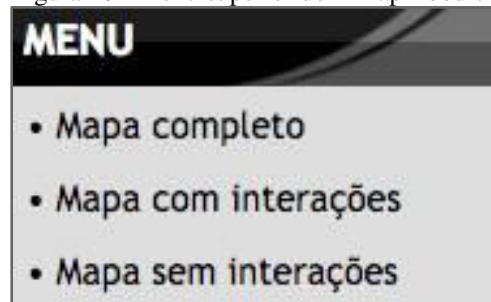 MENU
• Mapa completo
• Mapa com interações
• Mapa sem interações